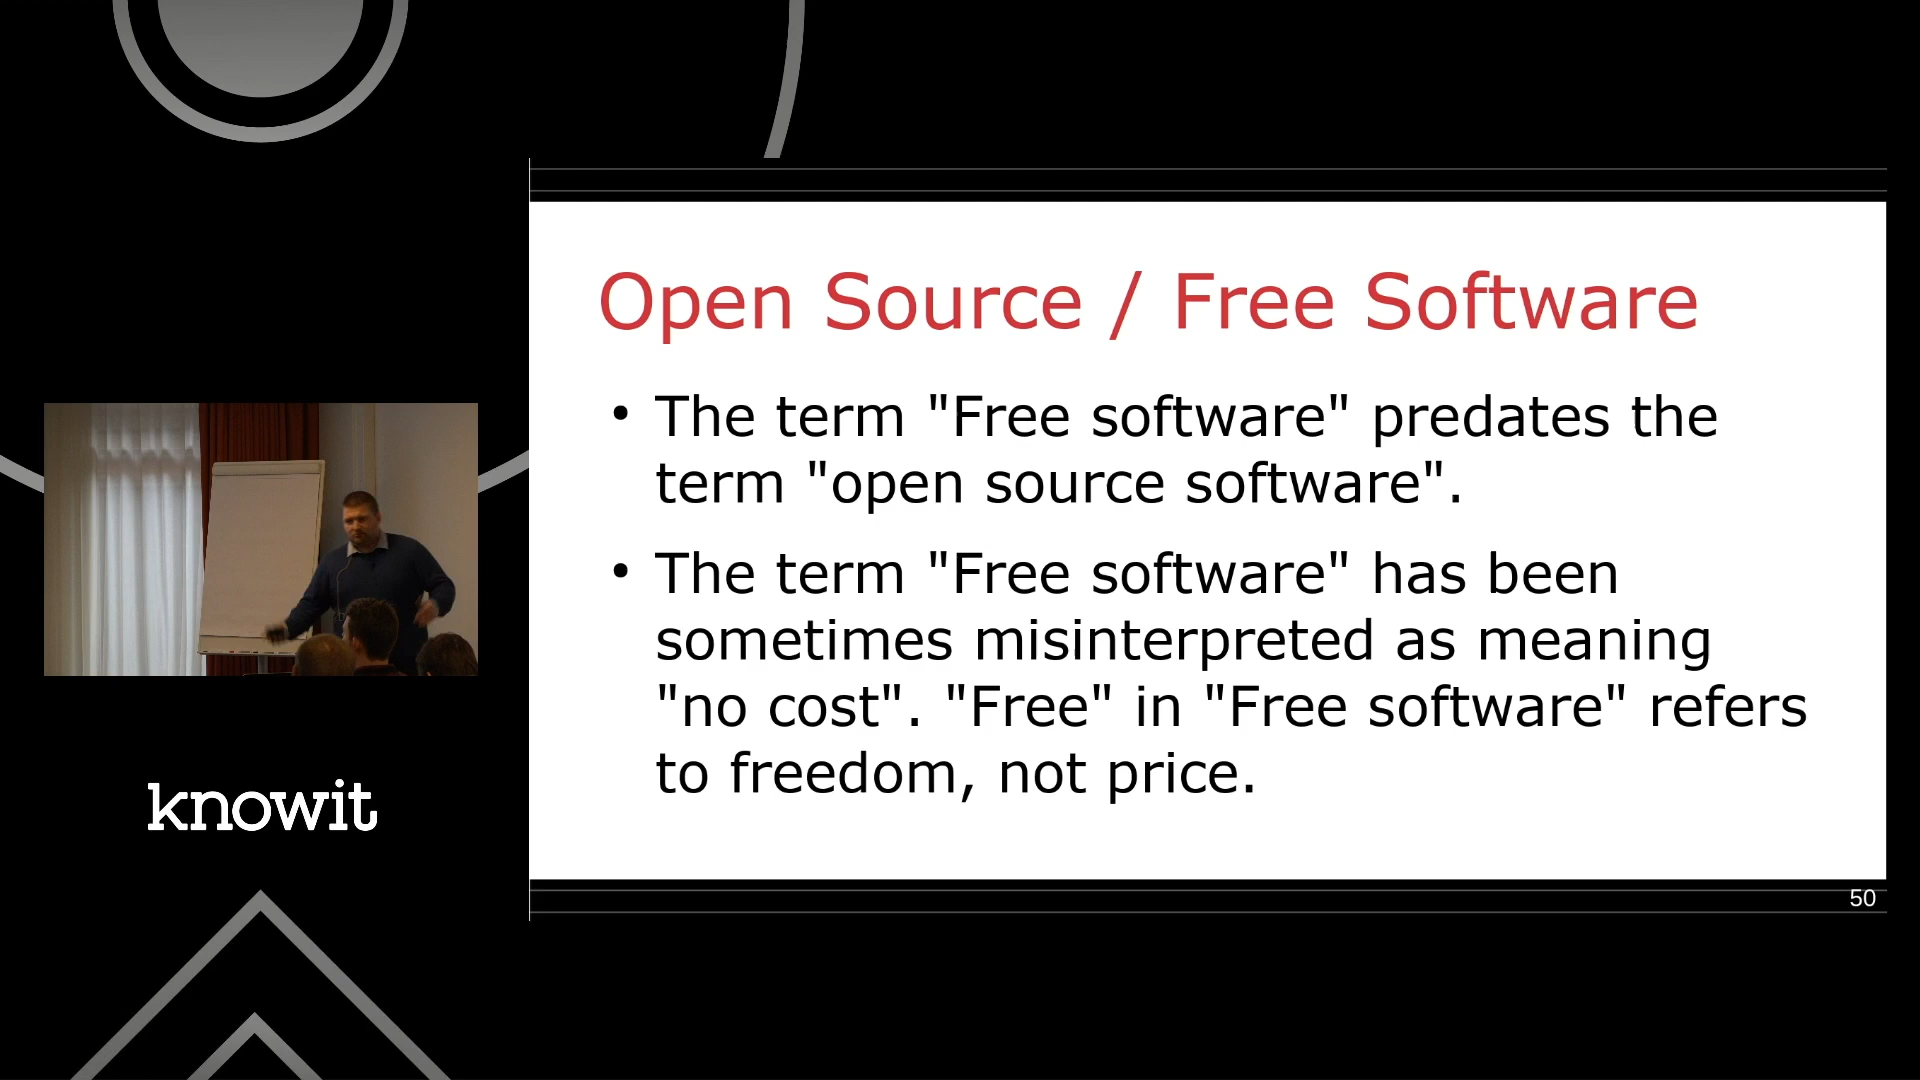 Open Source / Free Software
• The term "Free software" predates the
term "open source software".
• The term "Free software" has been
sometimes misinterpreted as meaning
"no cost". "Free" in "Free software" refers
to freedom, not price.
knowit
50